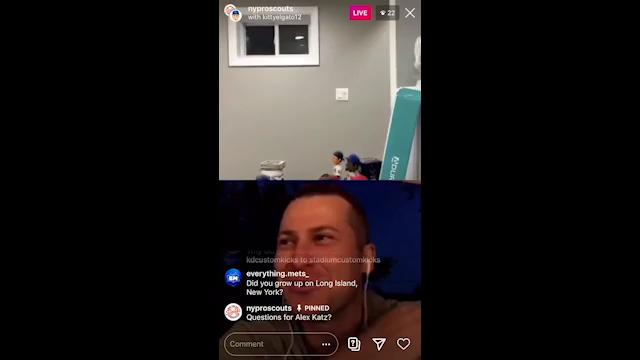 nyproscouts
with kittyelgato12
LIVE
22
kdcustomkicks to stadiumcustomkicks
everything.mets_
EM
Did you grow up on Long Island,
New York?
nyproscouts PINNED
Questions for Alex Katz?
Comment